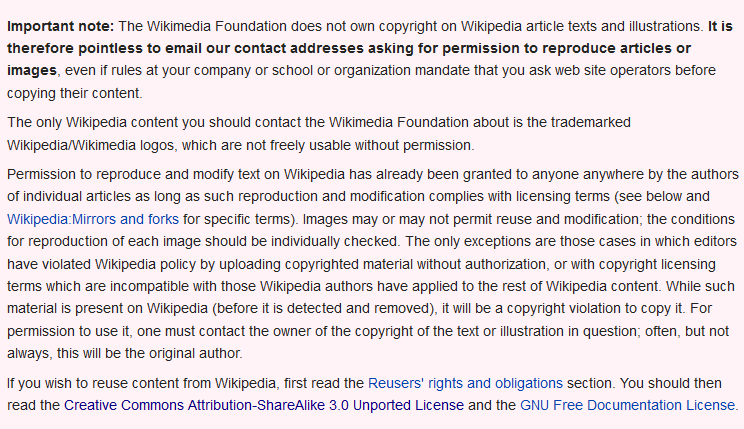 Important note: The Wikimedia Foundation does not own copyright on Wikipedia article texts and illustrations. It is
therefore pointless to email our contact addresses asking for permission to reproduce articles or
images, even if rules at your company or school or organization mandate that you ask web site operators before
copying their content.
The only Wikipedia content you should contact the Wikimedia Foundation about is the trademarked
Wikipedia/Wikimedia logos, which are not freely usable without permission.
Permission to reproduce and modify text on Wikipedia has already been granted to anyone anywhere by the authors
of individual articles as long as such reproduction and modification complies with licensing terms (see below and
Wikipedia:Mirrors and forks for specific terms). Images may or may not permit reuse and modification; the conditions
for reproduction of each image should be individually checked. The only exceptions are those cases in which editors
have violated Wikipedia policy by uploading copyrighted material without authorization, or with copyright licensing
terms which are incompatible with those Wikipedia authors have applied to the rest of Wikipedia content. While such
material is present on Wikipedia (before it is detected and removed), it will be a copyright violation to copy it. For
permission to use it, one must contact the owner of the copyright of the text or illustration in question; often, but not
always, this will be the original author.
If you wish to reuse content from Wikipedia, first read the Reusers' rights and obligations section. You should then
read the Creative Commons Attribution-ShareAlike 3.0 Unported License and the GNU Free Documentation License.